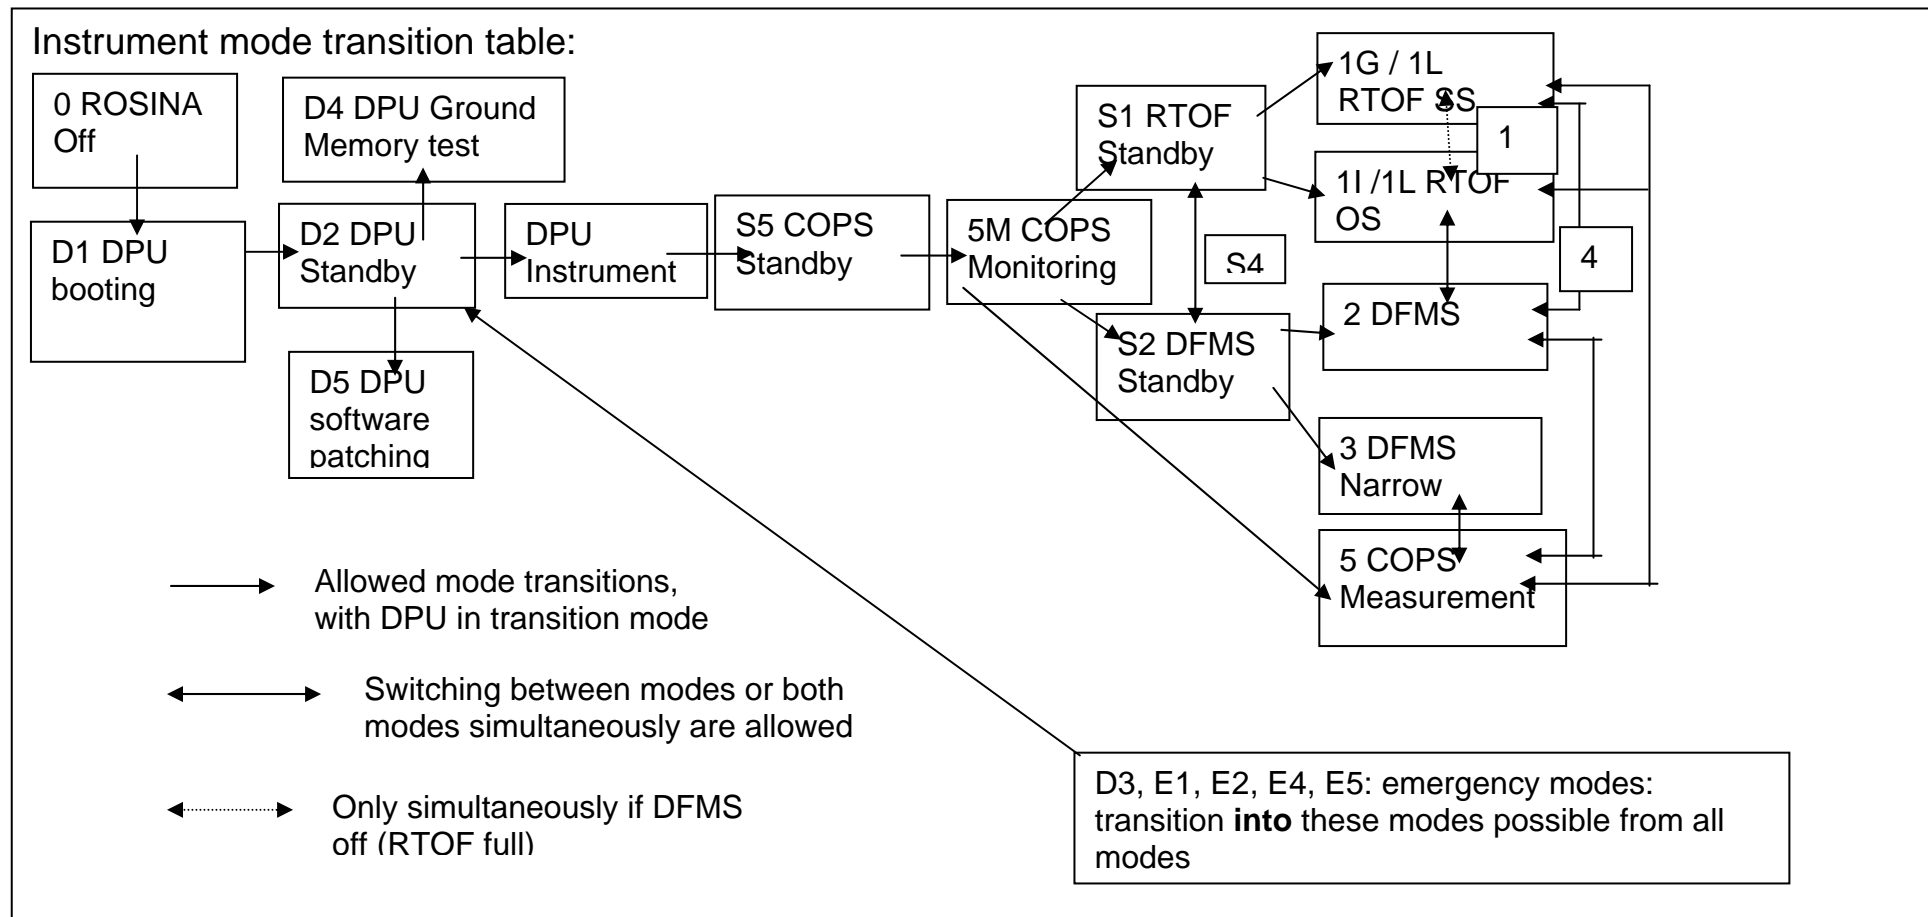 Instrument mode transition table:
0 ROSINA
Off
D4 DPU Ground
Memory test
D1 DPU
booting
D2 DPU
Standby
DPU
Instrument
S5 COPS
Standby
5M COPS
Monitoring
D5 DPU
software
patching
S1 RTOF
Standby
S4
S2 DFMS
Standby
1G / 1L
RTOF SS
1
1I /1L RTOF
OS
4
2 DFMS
3 DFMS
Narrow
5 COPS
Measurement
Allowed mode transitions,
with DPU in transition mode
Switching between modes or both
modes simultaneously are allowed
Only simultaneously if DFMS
off (RTOF full)
D3, E1, E2, E4, E5: emergency modes:
transition into these modes possible from all
modes